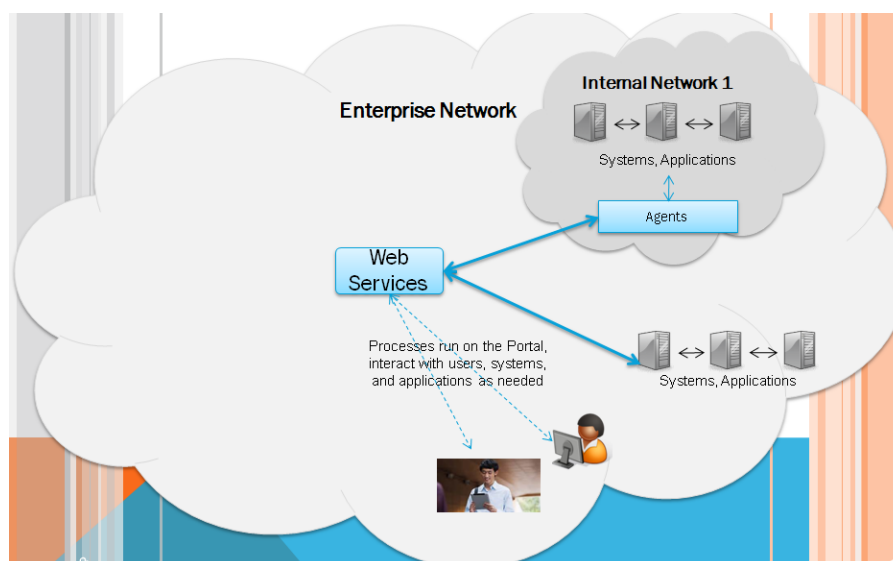 Internal Network 1
Enterprise Network
Systems, Applications
Agents
Web
Services
Processes run on the Portal,
interact with users, systems,
and applications as needed
Systems, Applications